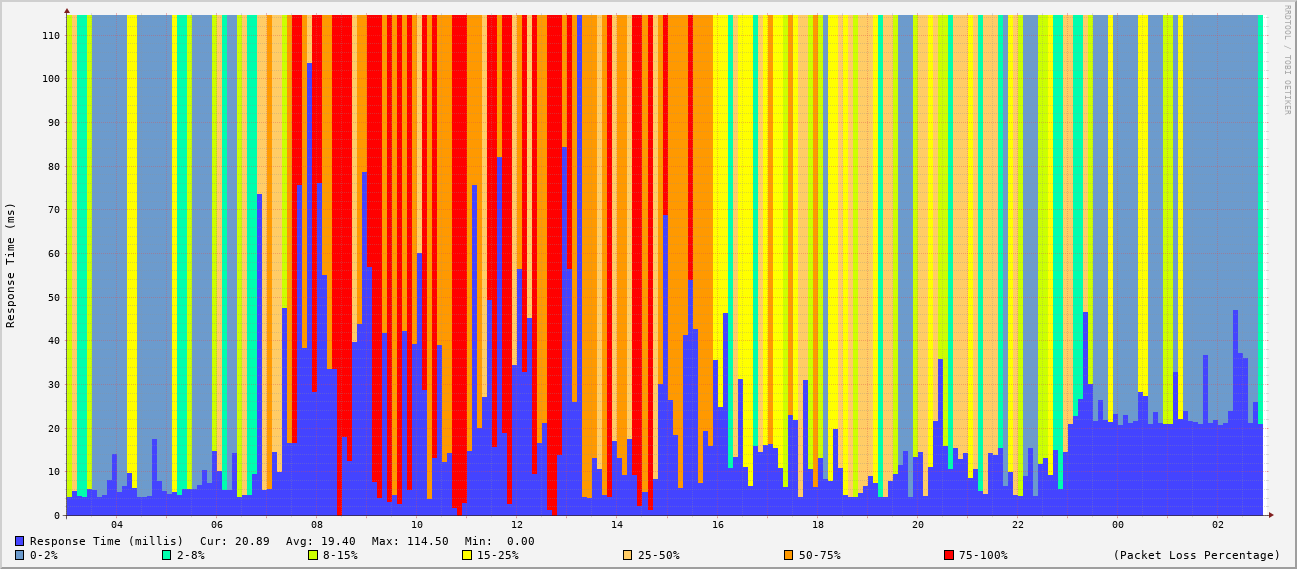 RRDTOOL / TOBI OETIKER
Response Time (ms)
110
100
90
80
70
60
50
40
30
20
10
0
04 06 08 10 12 14 16 18 20 22 00 02
Response Time (millis) Cur: 20.89 Avg: 19.40 Max: 114.50 Min: 0.00
0-2% 2-8% 8-15% 15-25% 25-50% 50-75% 75-100% (Packet Loss Percentage)